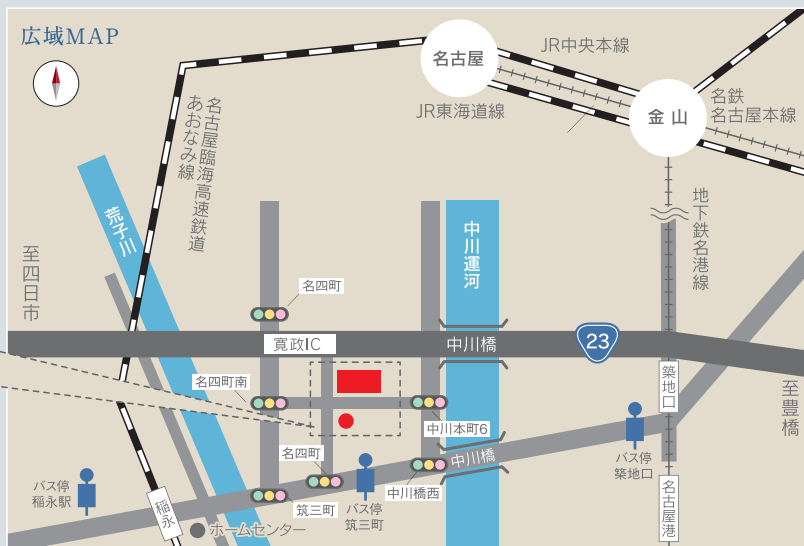 広域MAP
名古屋
JR中央本線
金山
JR東海道線
名鉄
名古屋本線
名古屋臨海高速鉄道
あおなみ線
荒子川
中川運河
地下鉄名港線
至四日市
名四町
寛政IC
中川橋
23
築地口
至豊橋
名四町南
中川本町6
名四町
中川橋
バス停
築地口
バス停
稲永駅
稲永
筑三町
バス停
筑三町
中川橋西
名古屋港
ホームセンター